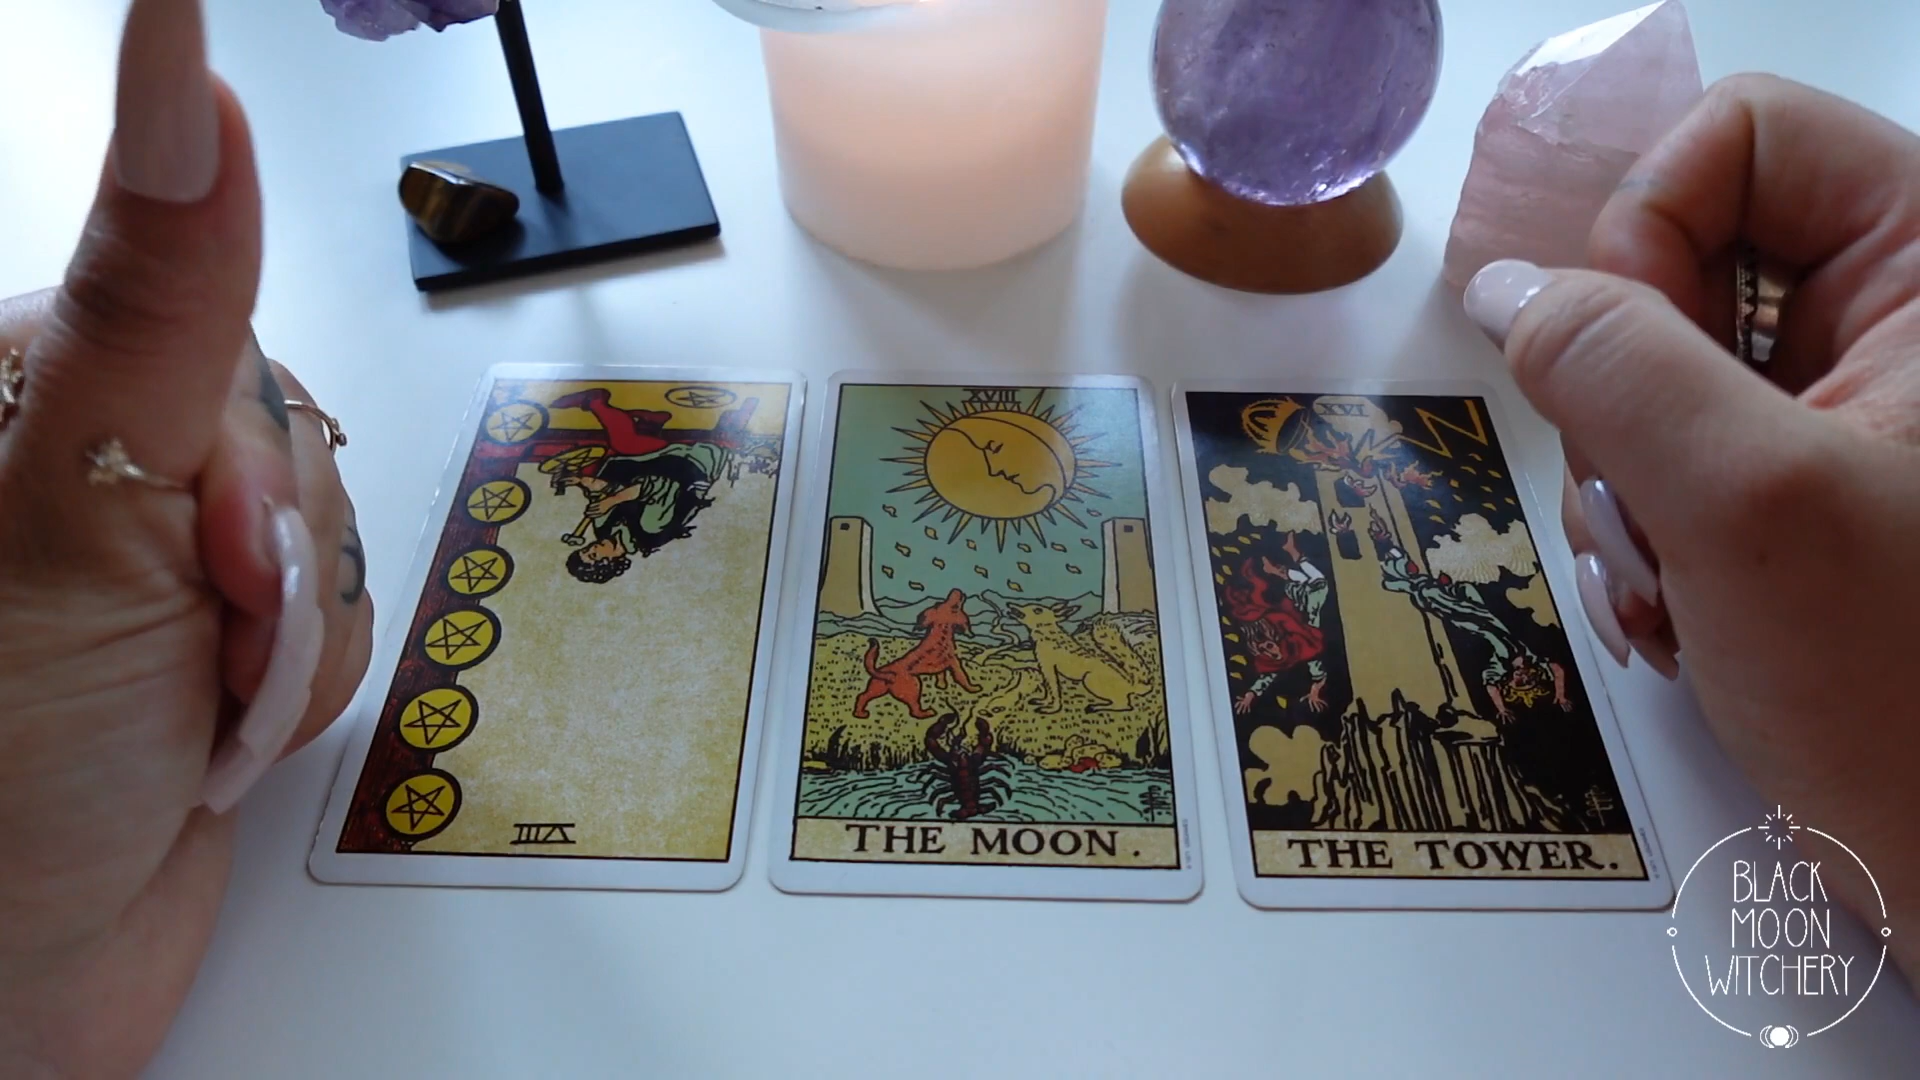 XVIII
XVI
VIII
THE MOON.
THE TOWER.
BLACK
MOON
WITCHERY